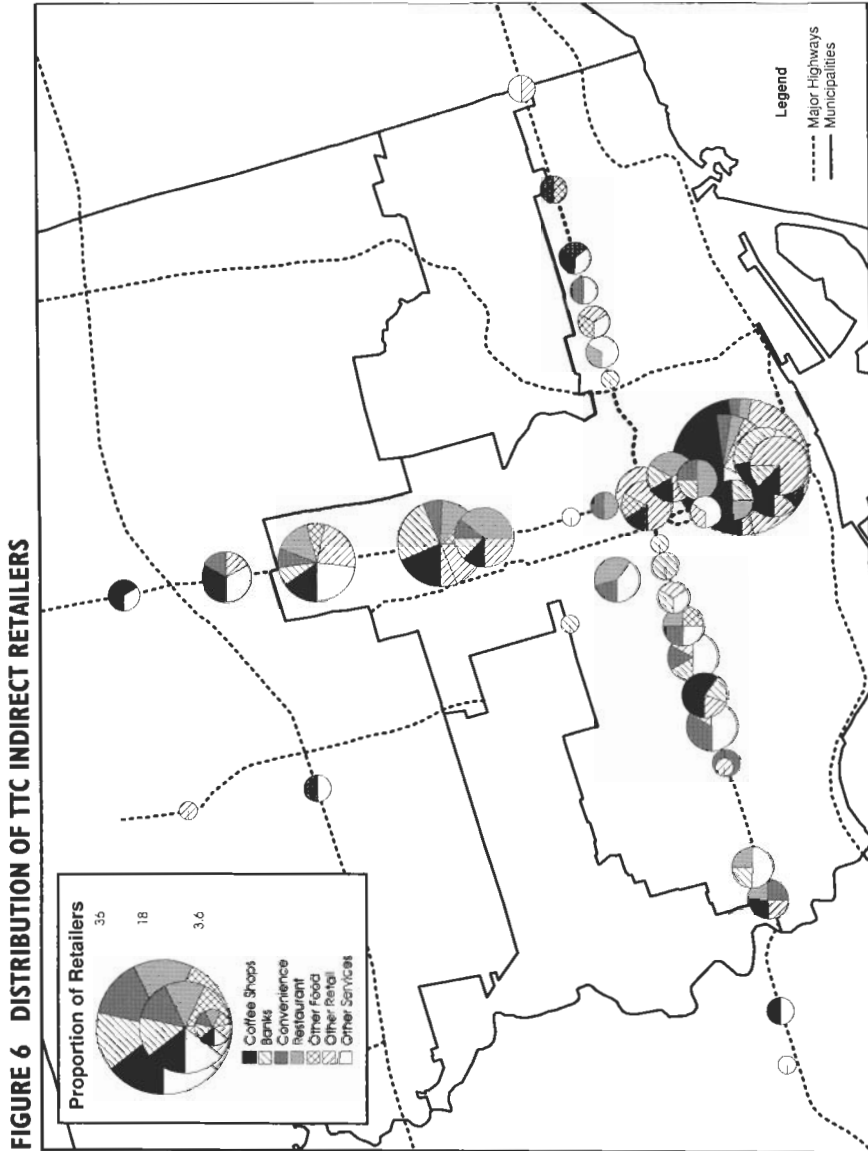 FIGURE 6 DISTRIBUTION OF TTC INDIRECT RETAILERS
Proportion of Retailers
35
18
3.6
Coffee Shops
Banks
Convenience
Restaurant
Other Food
Other Retail
Other Services
Legend
Major Highways
Municipalities